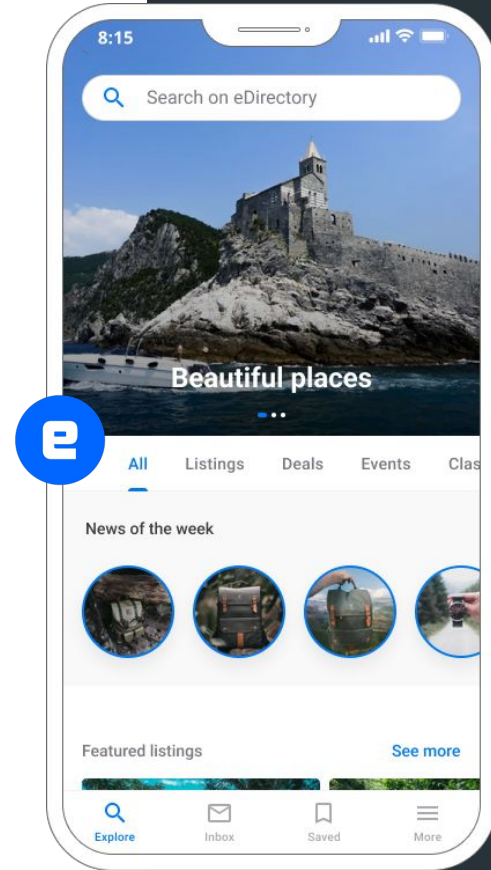 8:15
Search on eDirectory
Beautiful places
e
All Listings Deals Events Clas
News of the week
Featured listings See more
Explore Inbox Saved More